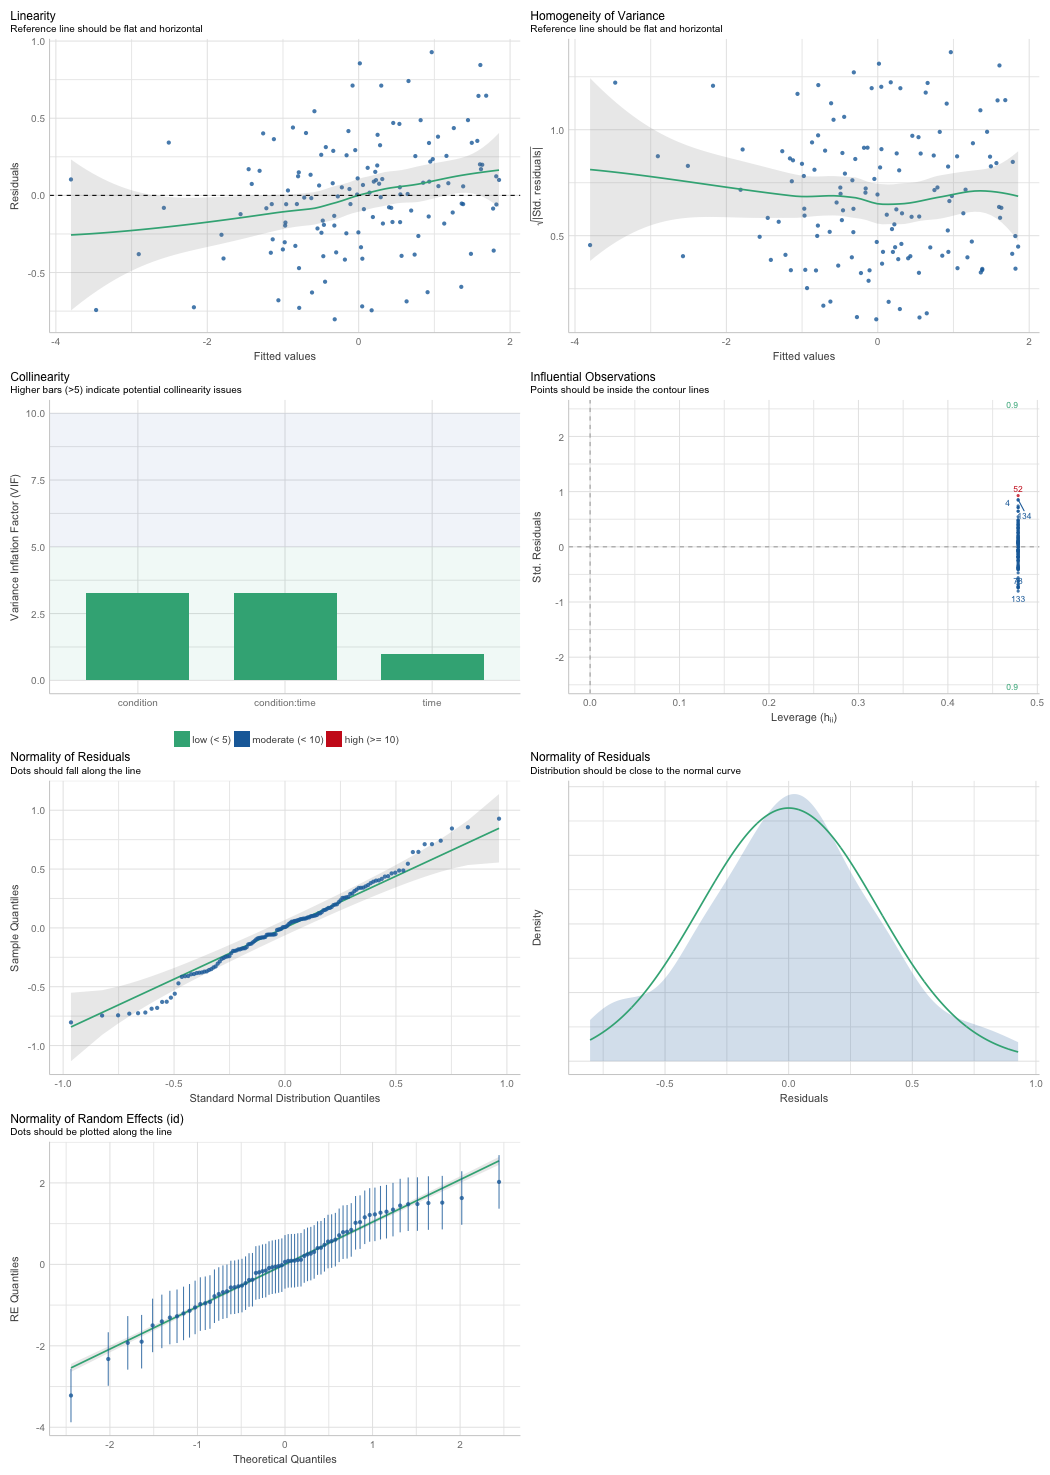 Linearity
Reference line should be flat and horizontal
1.0
0.5
0.0
-0.5
Residuals
-4
-2
0
2
Fitted values
Homogeneity of Variance
Reference line should be flat and horizontal
1.0
0.5
√|Std. residuals|
-4
-2
0
2
Fitted values
Collinearity
Higher bars (>5) indicate potential collinearity issues
10.0
7.5
5.0
2.5
0.0
Variance Inflation Factor (VIF)
condition
condition:time
time
low (< 5)
moderate (< 10)
high (>= 10)
Influential Observations
Points should be inside the contour lines
0.9
2
1
0
-1
-2
Std. Residuals
52
4
134
78
133
0.9
0.0
0.1
0.2
0.3
0.4
0.5
Leverage (hᵢᵢ)
Normality of Residuals
Dots should fall along the line
1.0
0.5
0.0
-0.5
-1.0
Sample Quantiles
-1.0
-0.5
0.0
0.5
1.0
Standard Normal Distribution Quantiles
Normality of Residuals
Distribution should be close to the normal curve
Density
-0.5
0.0
0.5
1.0
Residuals
Normality of Random Effects (id)
Dots should be plotted along the line
2
0
-2
-4
RE Quantiles
-2
-1
0
1
2
Theoretical Quantiles